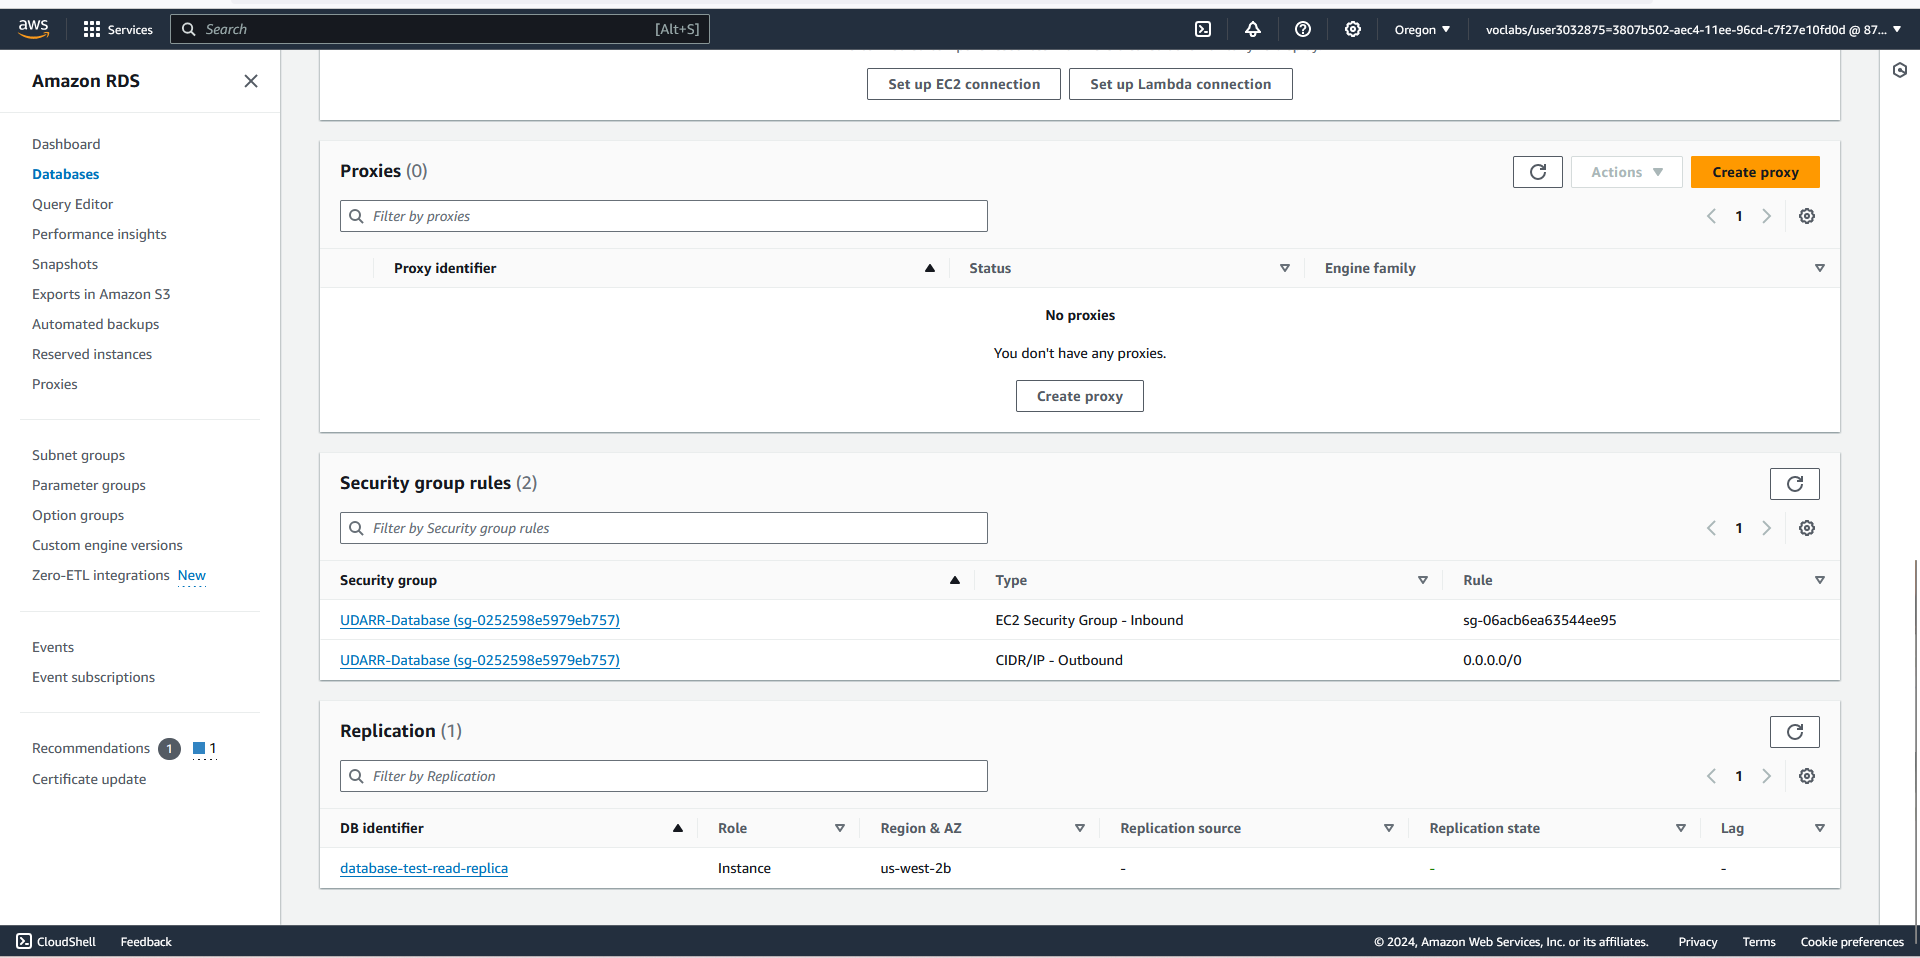 aws
Services
Search
[Alt+S]
Oregon ▼
voclabs/user3032875=3807b502-aec4-11ee-96cd-c7f27e10fd0d @ 87... ▼
Amazon RDS
Dashboard
Databases
Query Editor
Performance insights
Snapshots
Exports in Amazon S3
Automated backups
Reserved instances
Proxies
Subnet groups
Parameter groups
Option groups
Custom engine versions
Zero-ETL integrations New
Events
Event subscriptions
Recommendations 1 1
Certificate update
Set up EC2 connection
Set up Lambda connection
Proxies (0)
Actions ▼
Create proxy
Filter by proxies
1
Proxy identifier
Status
Engine family
No proxies
You don't have any proxies.
Create proxy
Security group rules (2)
Filter by Security group rules
1
Security group
Type
Rule
UDARR-Database (sg-0252598e5979eb757)
EC2 Security Group - Inbound
sg-06acb6ea63544ee95
UDARR-Database (sg-0252598e5979eb757)
CIDR/IP - Outbound
0.0.0.0/0
Replication (1)
Filter by Replication
1
DB identifier
Role
Region & AZ
Replication source
Replication state
Lag
database-test-read-replica
Instance
us-west-2b
-
-
-
CloudShell
Feedback
© 2024, Amazon Web Services, Inc. or its affiliates.
Privacy
Terms
Cookie preferences